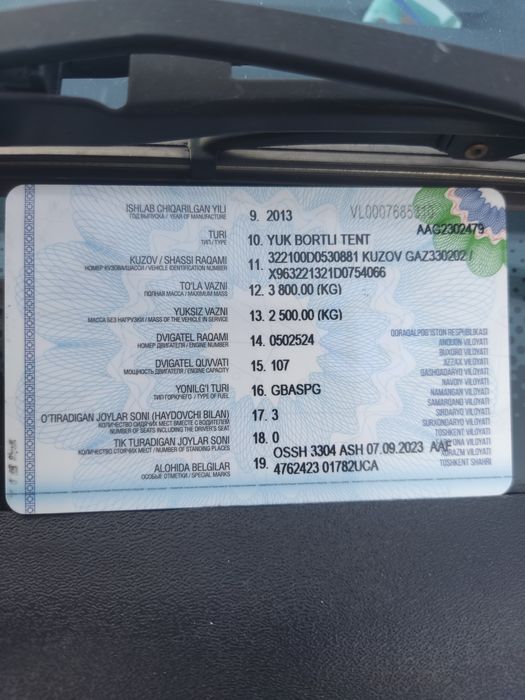 ISHLAB CHIQARILGAN YILI 9. 2013 VL0007685310
ГОД ВЫПУСКА / YEAR OF MANUFACTURE
AAG2302479
TURI 10. YUK BORTLI TENT
ТИП / TYPE
KUZOV / SHASSI RAQAMI 11. 322100D0530881 KUZOV GAZ330202 /
НОМЕР КУЗОВА/ШАССИ / VEHICLE IDENTIFICATION NUMBER X963221321D0754066
TO'LA VAZNI 12. 3 800.00 (KG)
ПОЛНАЯ МАССА / MAXIMUM MASS
YUKSIZ VAZNI 13. 2 500.00 (KG)
МАССА БЕЗ НАГРУЗКИ / MASS OF THE VEHICLE IN SERVICE
DVIGATEL RAQAMI 14. 0502524
НОМЕР ДВИГАТЕЛЯ / ENGINE NUMBER
DVIGATEL QUVVATI 15. 107
МОЩНОСТЬ ДВИГАТЕЛЯ / ENGINE CAPACITY
YONILG'I TURI 16. GBASPG
ТИП ГОРЮЧЕГО / TYPE OF FUEL
O'TIRADIGAN JOYLAR SONI (HAYDOVCHI BILAN) 17. 3
КОЛИЧЕСТВО СИДЯЧИХ МЕСТ ВМЕСТЕ С ВОДИТЕЛЕМ
NUMBER OF SEATS INCLUDING THE DRIVER'S SEAT
TIK TURADIGAN JOYLAR SONI 18. 0
КОЛИЧЕСТВО СТОЯЧИХ МЕСТ / NUMBER OF STANDING PLACES
ALOHIDA BELGILAR 19. OSSH 3304 ASH 07.09.2023 AAF
ОСОБЫЕ ОТМЕТКИ / SPECIAL MARKS 4762423 01782UCA
QORAQALPOG'ISTON RESPUBLIKASI
ANDIJON VILOYATI
BUXORO VILOYATI
JIZZAX VILOYATI
QASHQADARYO VILOYATI
NAVOIY VILOYATI
NAMANGAN VILOYATI
SAMARQAND VILOYATI
SIRDARYO VILOYATI
SURXONDARYO VILOYATI
TOSHKENT VILOYATI
VILOYATI
XORAZM VILOYATI
TOSHKENT SHAHRI